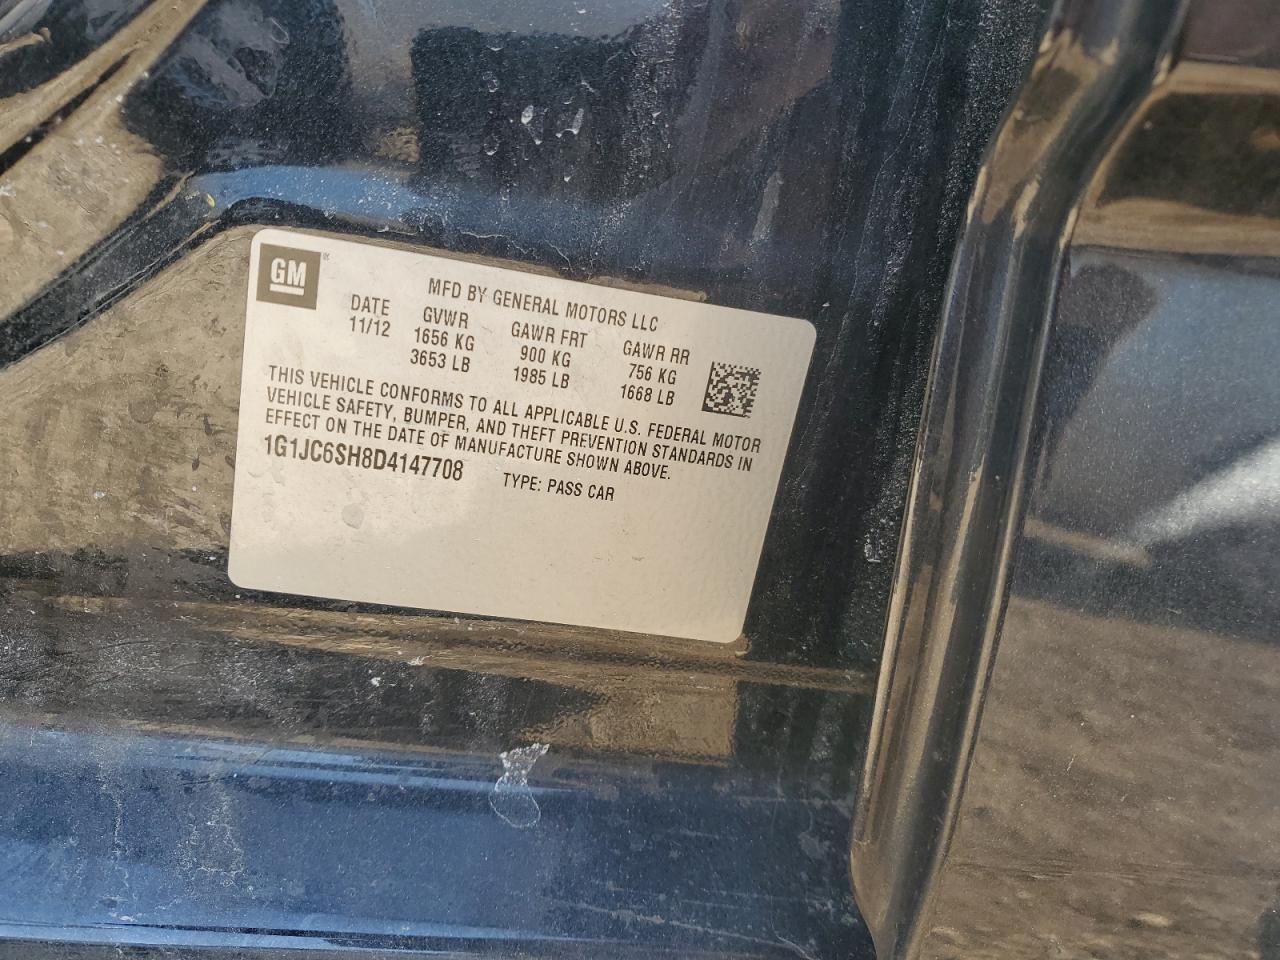 GM ®
MFD BY GENERAL MOTORS LLC
DATE GVWR GAWR FRT GAWR RR
11/12 1656 KG 900 KG 756 KG
3653 LB 1985 LB 1668 LB
THIS VEHICLE CONFORMS TO ALL APPLICABLE U.S. FEDERAL MOTOR
VEHICLE SAFETY, BUMPER, AND THEFT PREVENTION STANDARDS IN
EFFECT ON THE DATE OF MANUFACTURE SHOWN ABOVE.
1G1JC6SH8D4147708 TYPE: PASS CAR